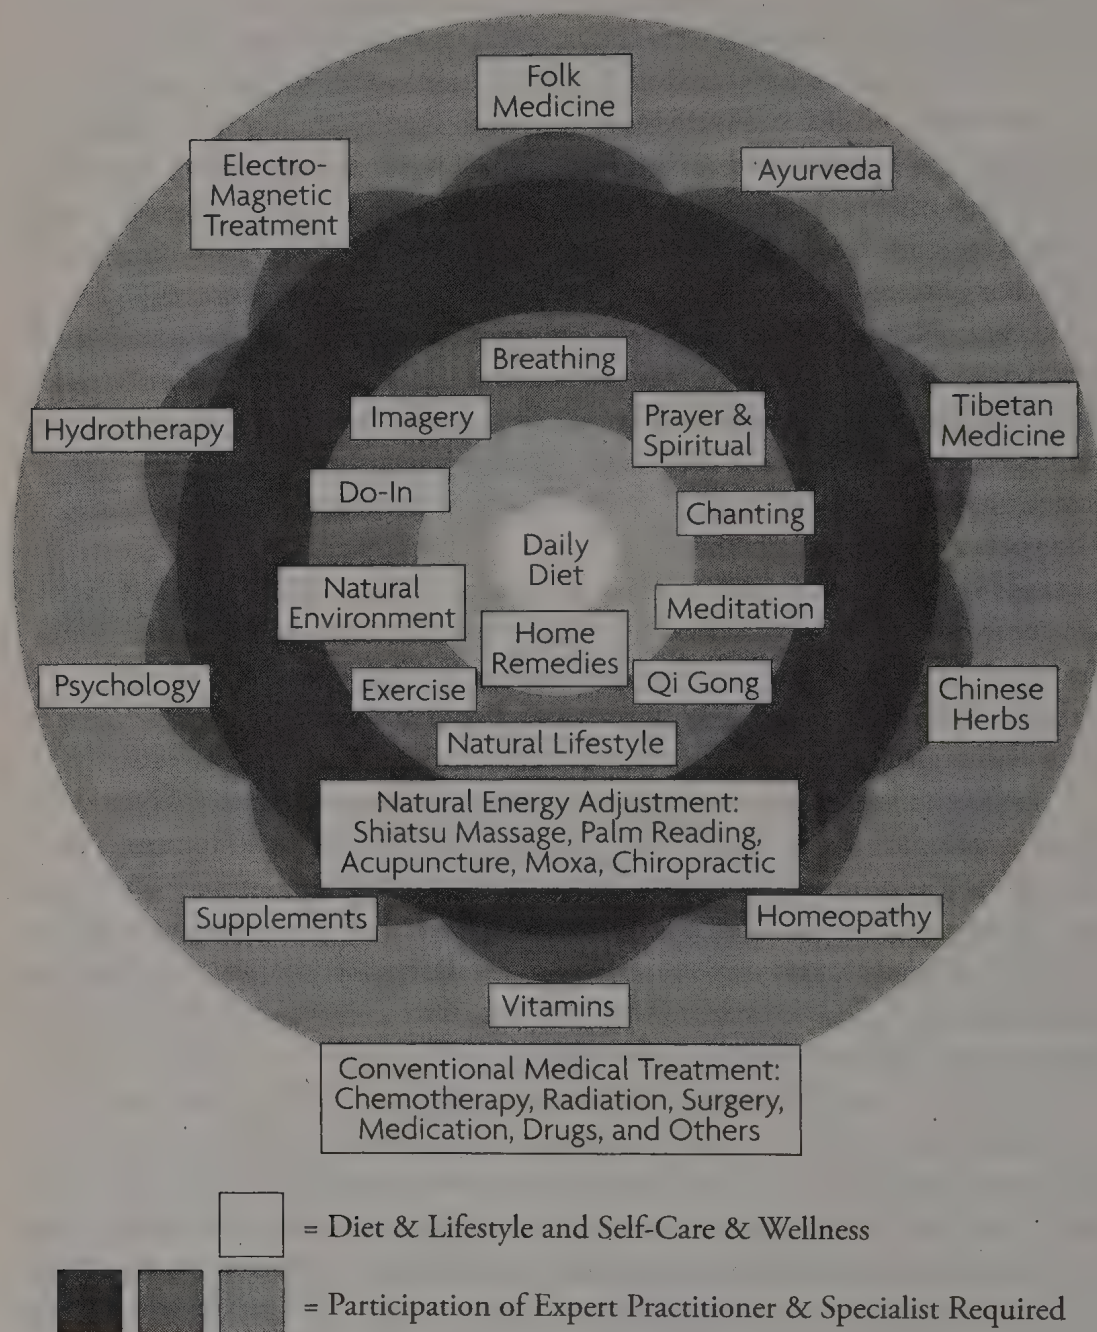 Folk
Medicine
Electro-
Magnetic
Treatment
Ayurveda
Breathing
Imagery
Prayer &
Spiritual
Hydrotherapy
Tibetan
Medicine
Do-In
Chanting
Daily
Diet
Natural
Environment
Meditation
Home
Remedies
Psychology
Exercise
Qi Gong
Chinese
Herbs
Natural Lifestyle
Natural Energy Adjustment:
Shiatsu Massage, Palm Reading,
Acupuncture, Moxa, Chiropractic
Supplements
Homeopathy
Vitamins
Conventional Medical Treatment:
Chemotherapy, Radiation, Surgery,
Medication, Drugs, and Others
= Diet & Lifestyle and Self-Care & Wellness
= Participation of Expert Practitioner & Specialist Required